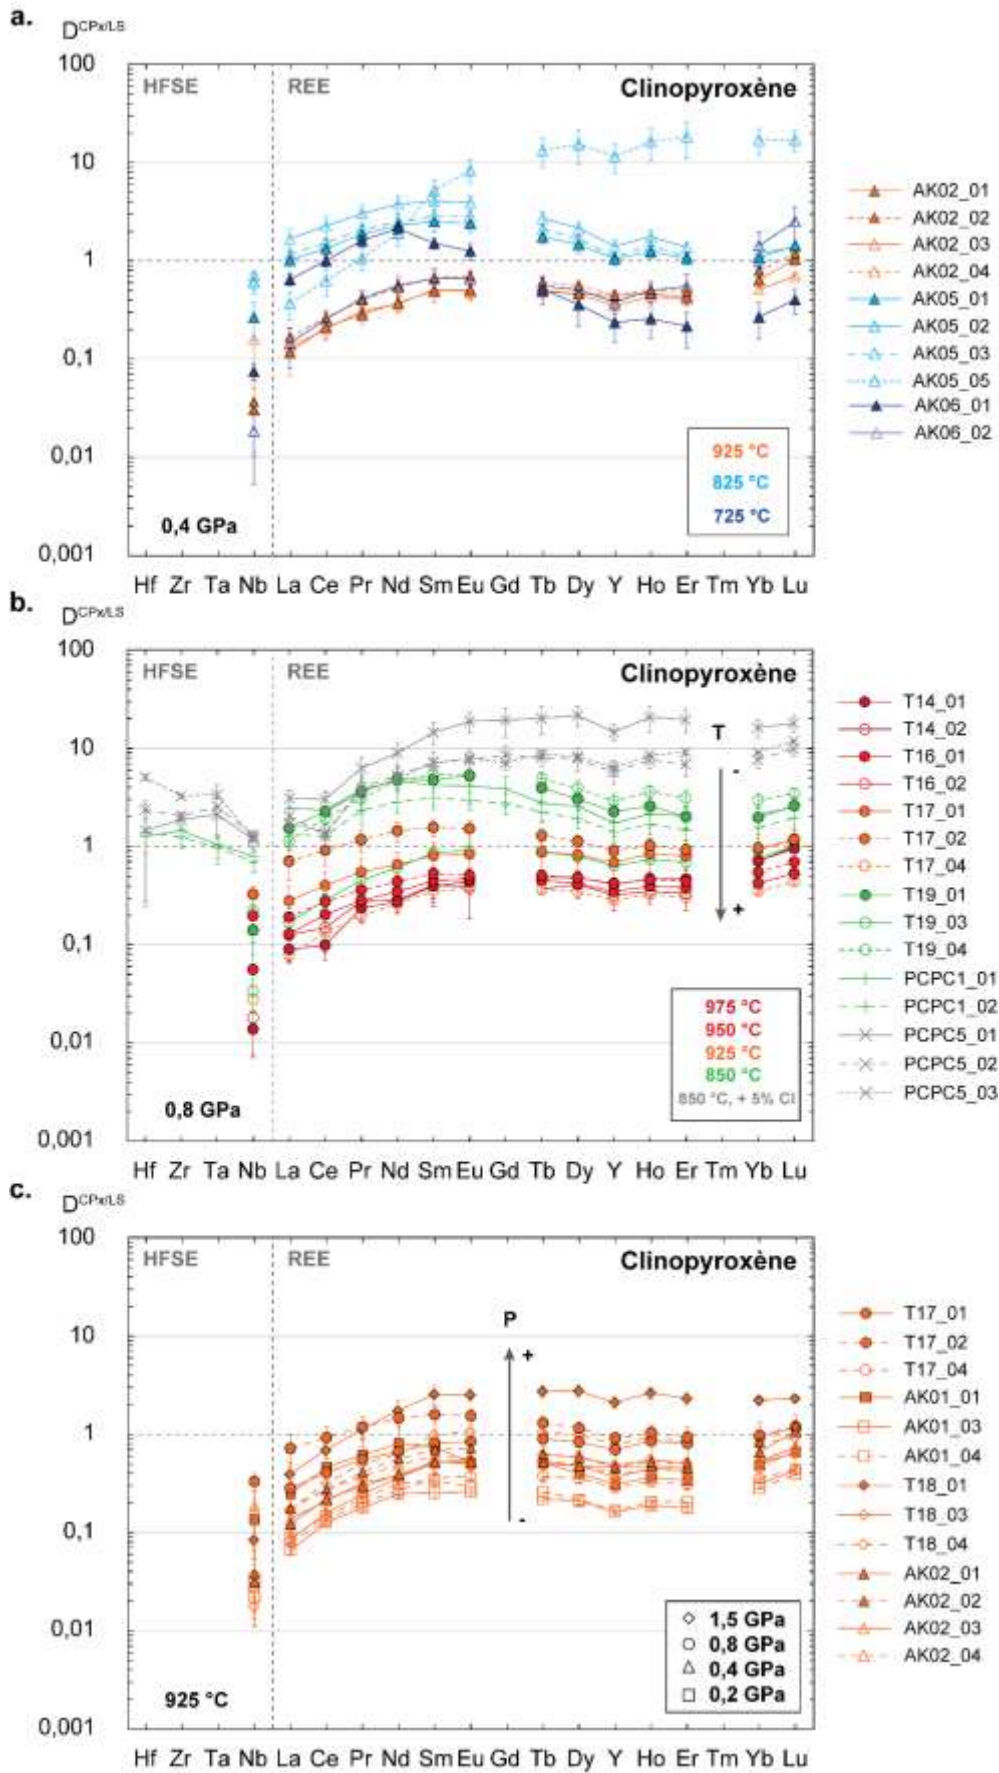 a.
D^CPx/LS
100
10
1
0,1
0,01
0,001
HFSE
REE
Clinopyroxène
925 °C
825 °C
725 °C
0,4 GPa
Hf Zr Ta Nb La Ce Pr Nd Sm Eu Gd Tb Dy Y Ho Er Tm Yb Lu
AK02_01
AK02_02
AK02_03
AK02_04
AK05_01
AK05_02
AK05_03
AK05_05
AK06_01
AK06_02
b.
D^CPx/LS
100
10
1
0,1
0,01
0,001
HFSE
REE
Clinopyroxène
T
-
+
975 °C
950 °C
925 °C
850 °C
850 °C, + 5% Cl
0,8 GPa
Hf Zr Ta Nb La Ce Pr Nd Sm Eu Gd Tb Dy Y Ho Er Tm Yb Lu
T14_01
T14_02
T16_01
T16_02
T17_01
T17_02
T17_04
T19_01
T19_03
T19_04
PCPC1_01
PCPC1_02
PCPC5_01
PCPC5_02
PCPC5_03
c.
D^CPx/LS
100
10
1
0,1
0,01
0,001
HFSE
REE
Clinopyroxène
P
+
-
1,5 GPa
0,8 GPa
0,4 GPa
0,2 GPa
925 °C
Hf Zr Ta Nb La Ce Pr Nd Sm Eu Gd Tb Dy Y Ho Er Tm Yb Lu
T17_01
T17_02
T17_04
AK01_01
AK01_03
AK01_04
T18_01
T18_03
T18_04
AK02_01
AK02_02
AK02_03
AK02_04